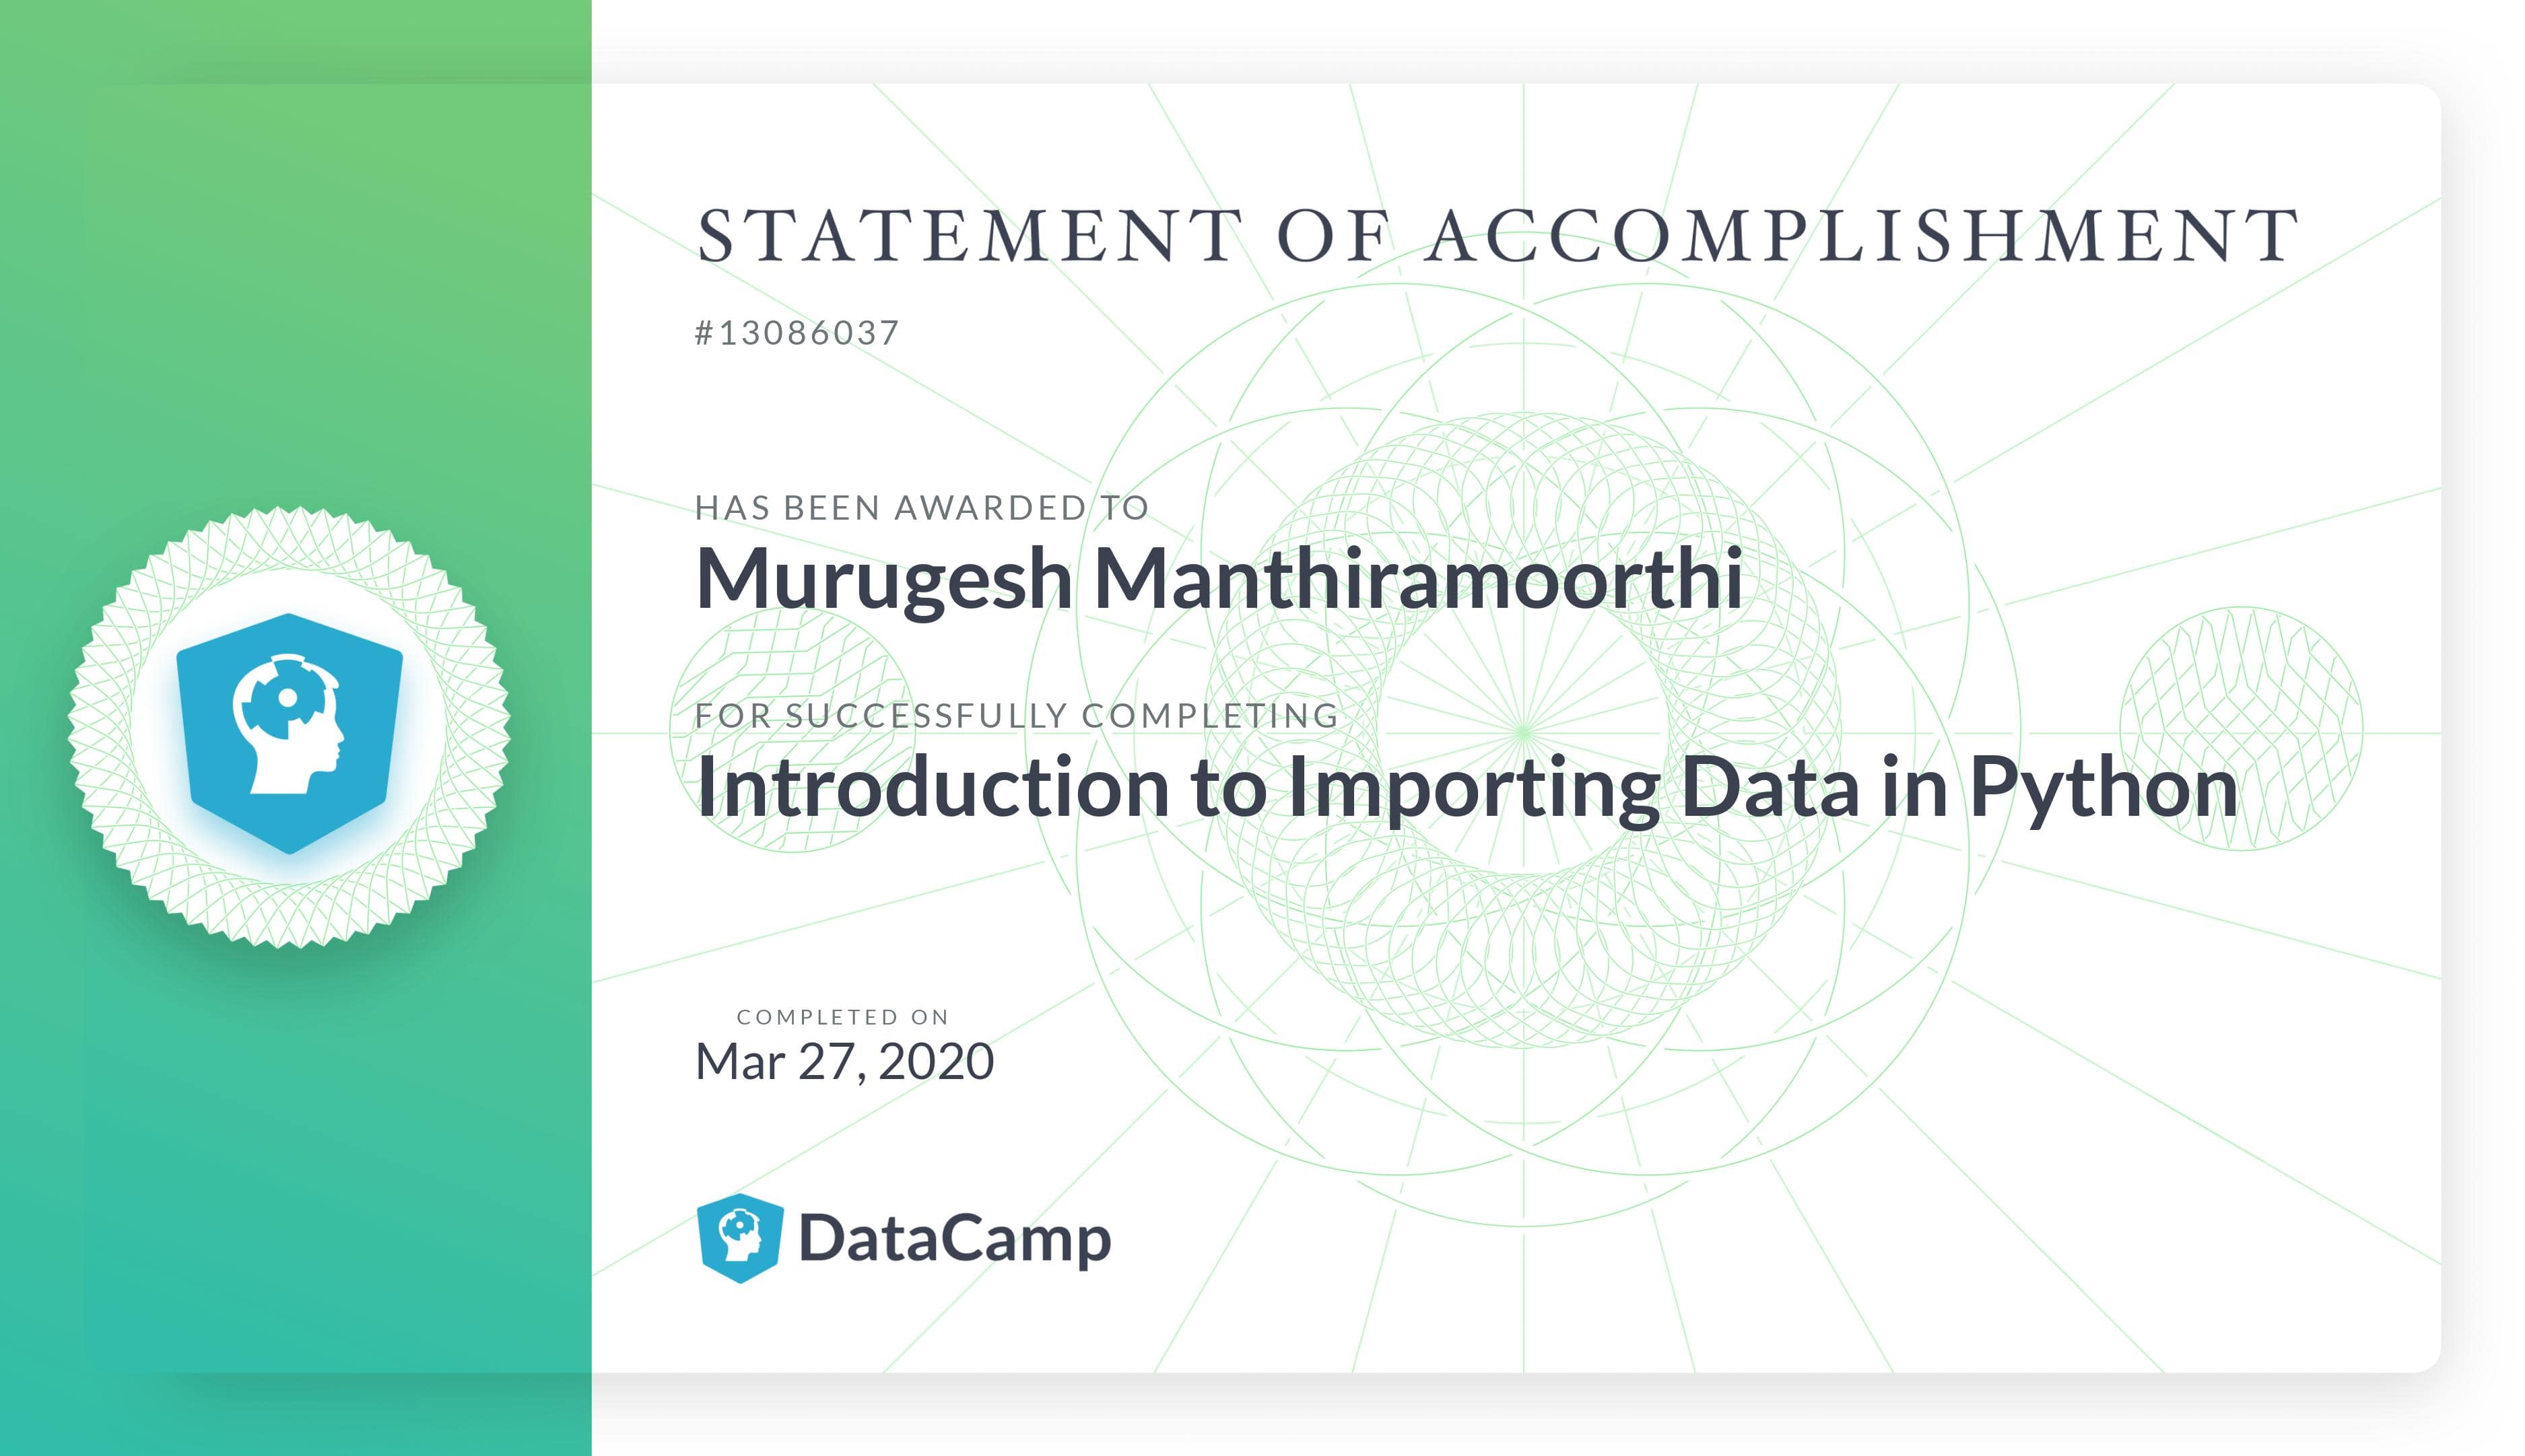 STATEMENT OF ACCOMPLISHMENT
#13086037
HAS BEEN AWARDED TO
Murugesh Manthiramoorthi
FOR SUCCESSFULLY COMPLETING
Introduction to Importing Data in Python
COMPLETED ON
Mar 27, 2020
DataCamp